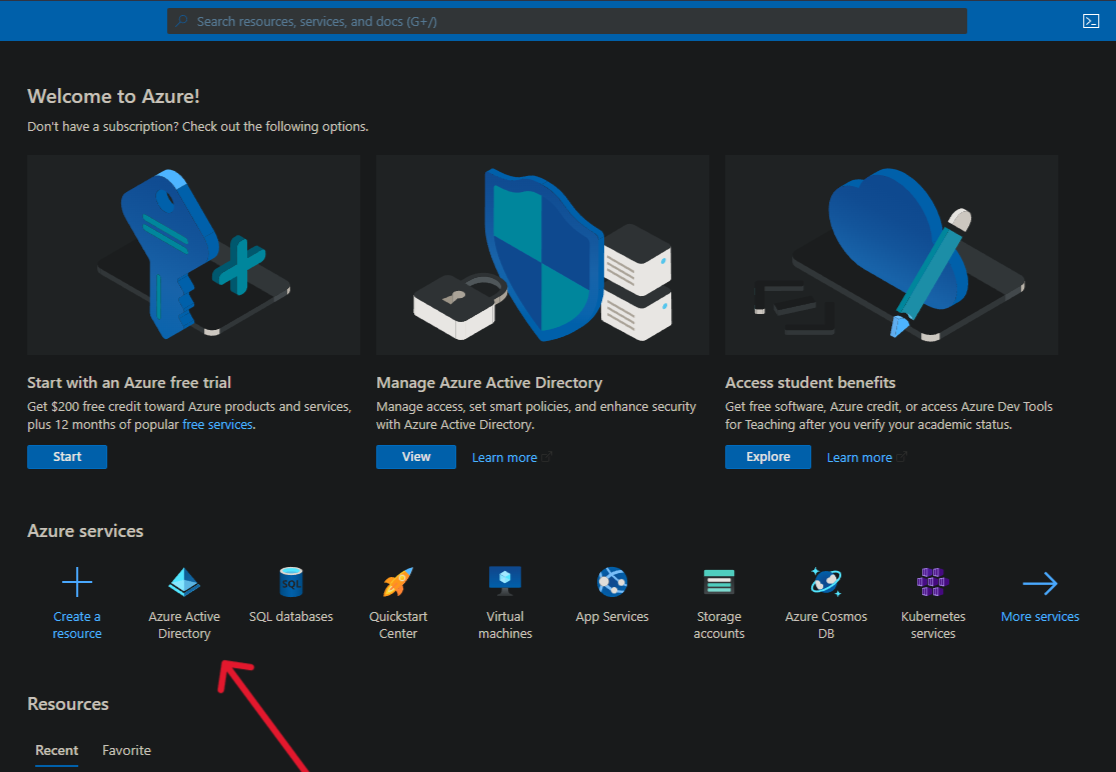 Search resources, services, and docs (G+/)
Welcome to Azure!
Don't have a subscription? Check out the following options.
Start with an Azure free trial
Get $200 free credit toward Azure products and services,
plus 12 months of popular free services.
Start
Manage Azure Active Directory
Manage access, set smart policies, and enhance security
with Azure Active Directory.
View
Learn more
Access student benefits
Get free software, Azure credit, or access Azure Dev Tools
for Teaching after you verify your academic status.
Explore
Learn more
Azure services
Create a
resource
Azure Active
Directory
SQL
SQL databases
Quickstart
Center
Virtual
machines
App Services
Storage
accounts
Azure Cosmos
DB
Kubernetes
services
More services
Resources
Recent
Favorite